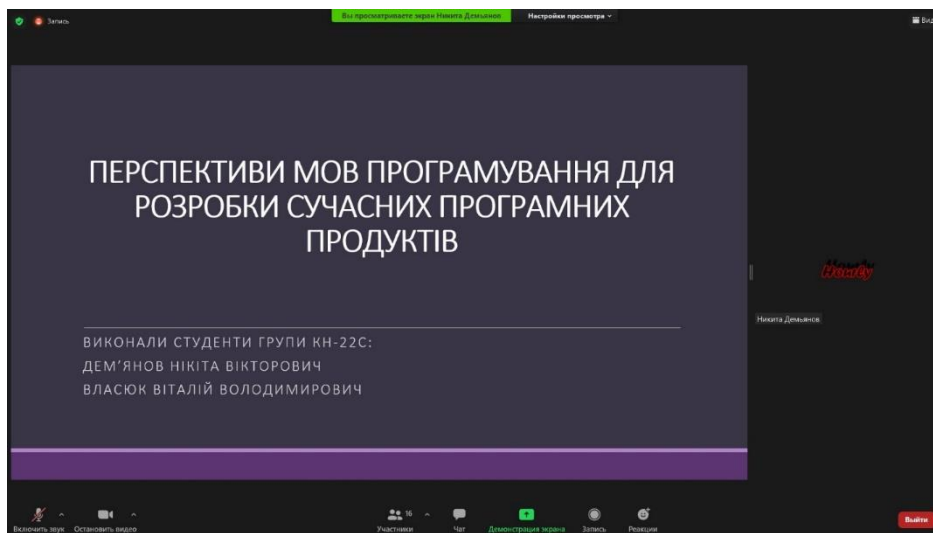 Запись
Вы просматриваете экран Никита Демьянов
Настройки просмотра
Вид
ПЕРСПЕКТИВИ МОВ ПРОГРАМУВАННЯ ДЛЯ
РОЗРОБКИ СУЧАСНИХ ПРОГРАМНИХ
ПРОДУКТІВ
ВИКОНАЛИ СТУДЕНТИ ГРУПИ КН-22С:
ДЕМ'ЯНОВ НІКІТА ВІКТОРОВИЧ
ВЛАСЮК ВІТАЛІЙ ВОЛОДИМИРОВИЧ
Никита Демьянов
16
Включить звук
Остановить видео
Участники
Чат
Демонстрация экрана
Запись
Реакции
Выйти